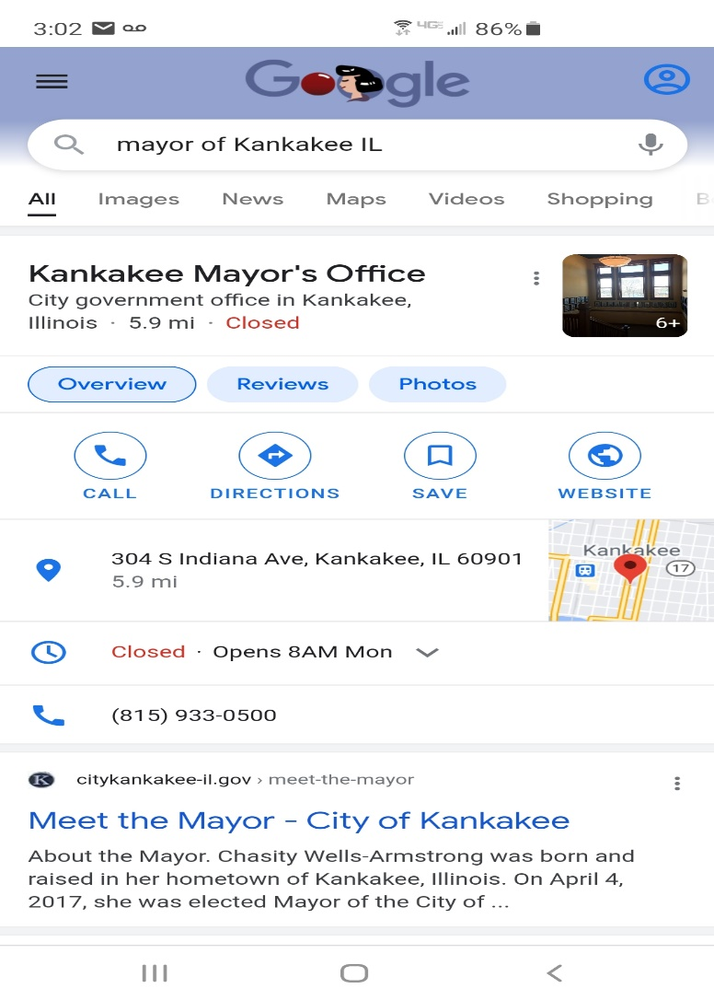 3:02 4GE 86%
Google
mayor of Kankakee IL
All Images News Maps Videos Shopping
Kankakee Mayor's Office
City government office in Kankakee,
Illinois · 5.9 mi · Closed
6+
Overview Reviews Photos
CALL DIRECTIONS SAVE WEBSITE
304 S Indiana Ave, Kankakee, IL 60901
5.9 mi
Kankakee
17
Closed · Opens 8AM Mon
(815) 933-0500
K citykankakee-il.gov › meet-the-mayor
Meet the Mayor - City of Kankakee
About the Mayor. Chasity Wells-Armstrong was born and
raised in her hometown of Kankakee, Illinois. On April 4,
2017, she was elected Mayor of the City of ...